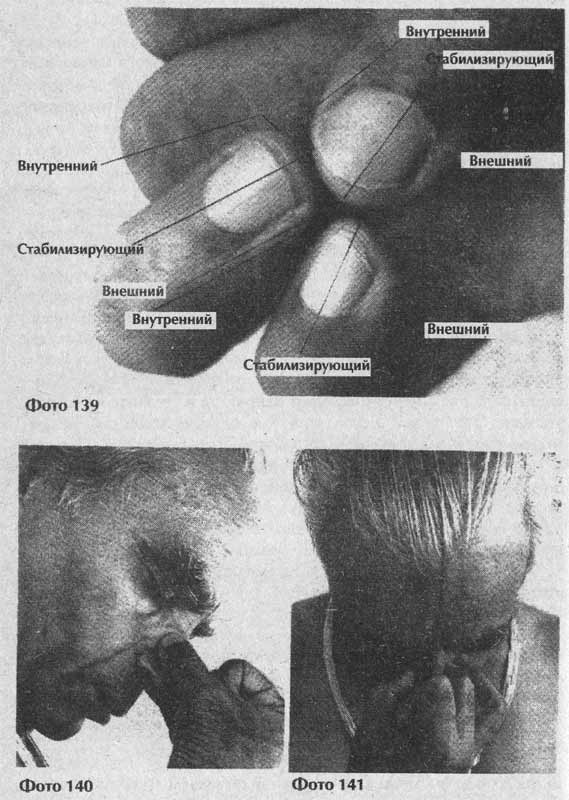 Внутренний
Стабилизирующий
Внутренний
Внешний
Стабилизирующий
Внешний
Внутренний
Внешний
Стабилизирующий
Фото 139
Фото 140
Фото 141